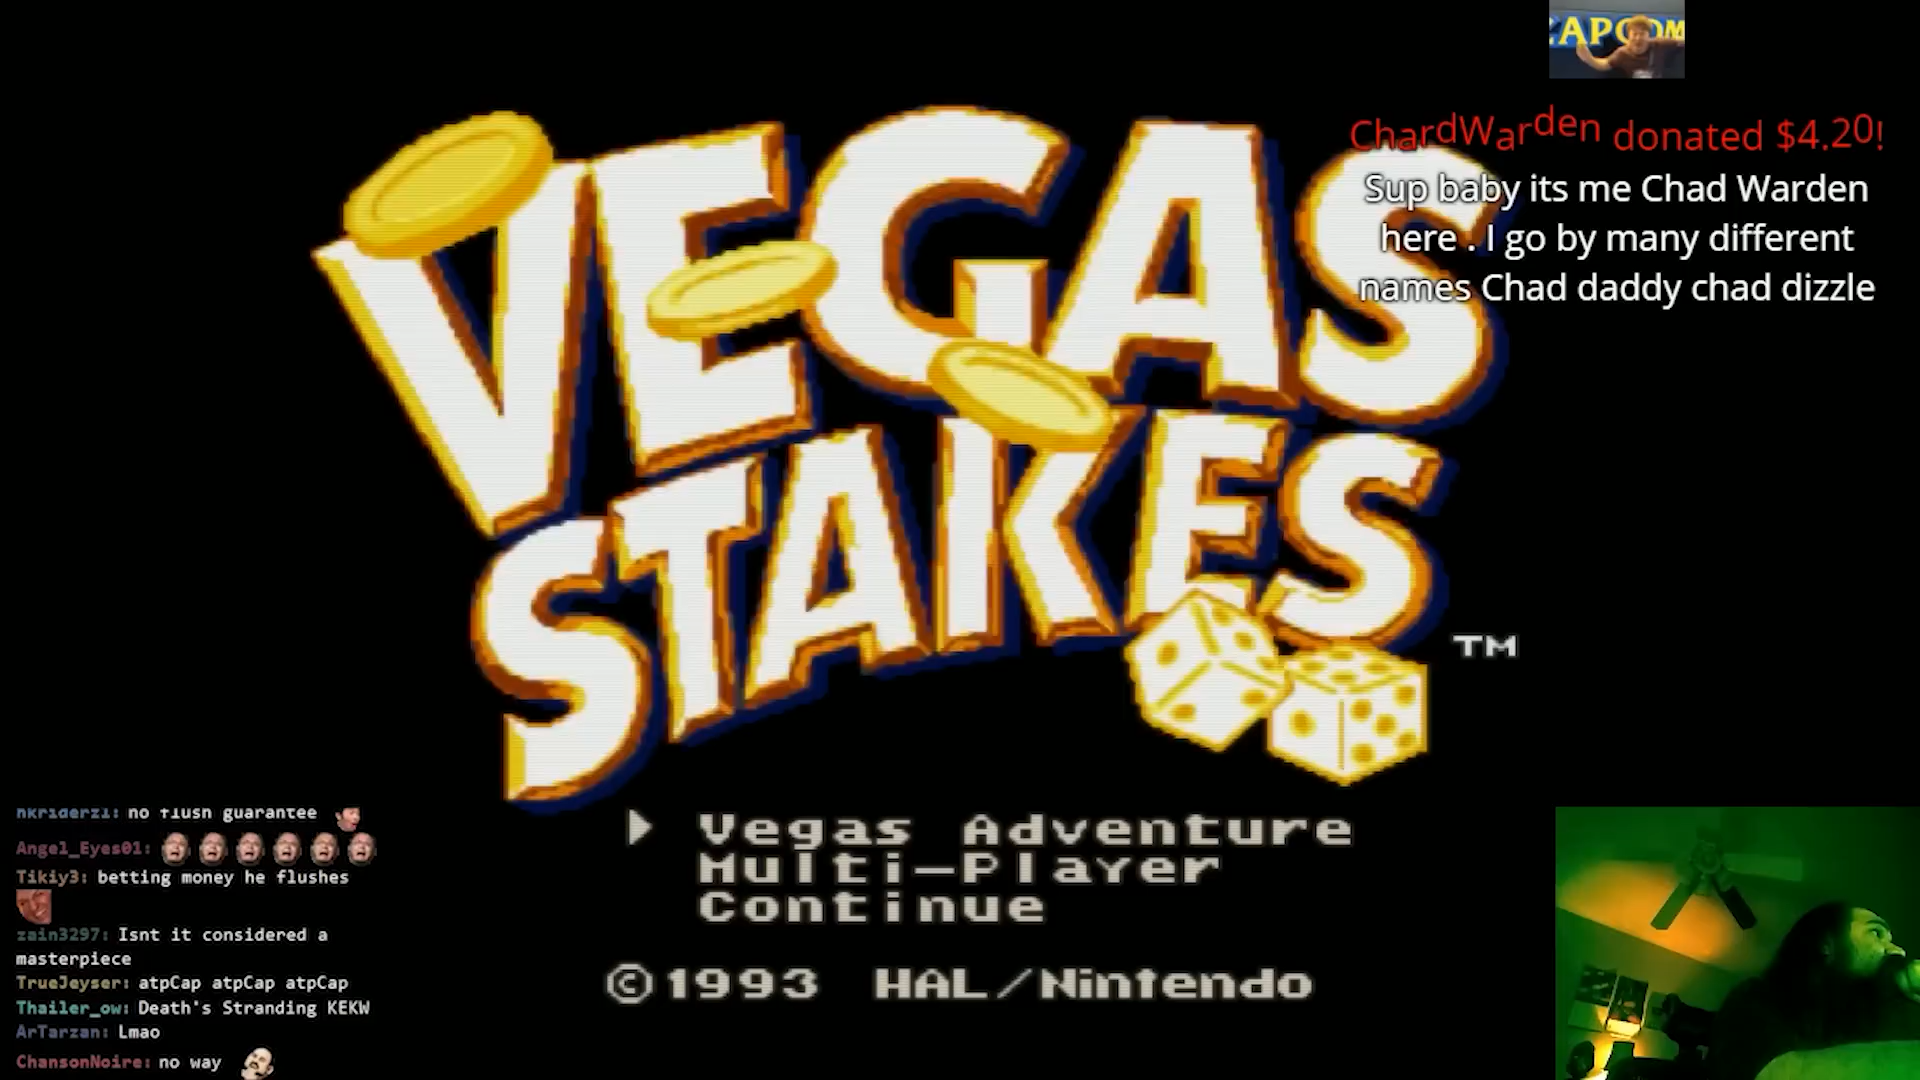 CAPCOM
ChardWarden donated $4.20!
Sup baby its me Chad Warden
here . I go by many different
names Chad daddy chad dizzle
VEGAS
STAKES
TM
Vegas Adventure
Multi-Player
Continue
©1993 HAL/Nintendo
nkriderz1: no flush guarantee
Angel_Eyes01:
Tikiy3: betting money he flushes
zain3297: Isnt it considered a
masterpiece
TrueJeyser: atpCap atpCap atpCap
Thailer_ow: Death's Stranding KEKW
ArTarzan: Lmao
ChansonNoire: no way